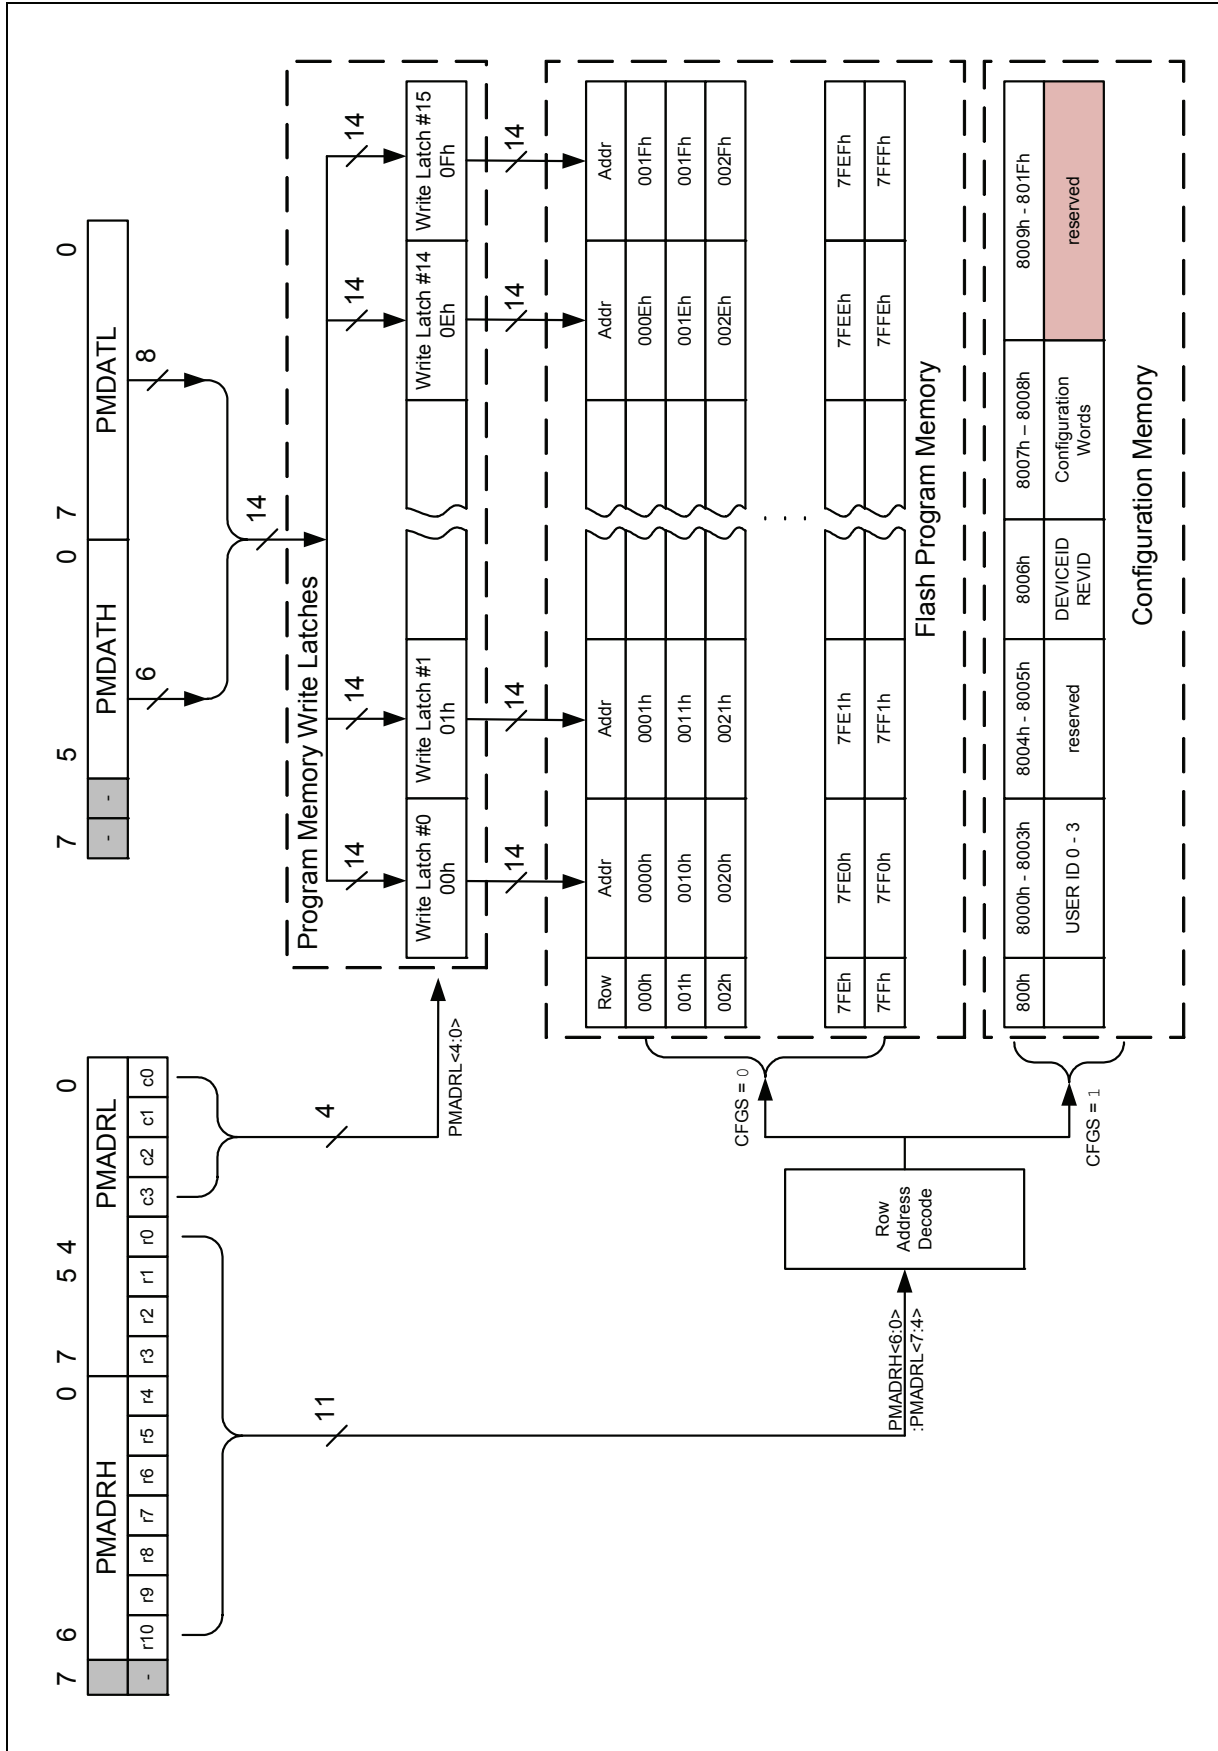 7 6 0 7 5 4 0
PMADRH PMADRL
- r10 r9 r8 r7 r6 r5 r4 r3 r2 r1 r0 c3 c2 c1 c0
7 5 0 7 0
PMDATH PMDATL
- -
6 8
14
11
4
PMADRL<4:0>
Program Memory Write Latches
14 14 14 14
Write Latch #0 Write Latch #1 Write Latch #14 Write Latch #15
00h 01h 0Eh 0Fh
14 14 14 14
PMADRH<6:0>
:PMADRL<7:4>
Row
Address
Decode
CFGS = 0
CFGS = 1
Row Addr Addr Addr Addr
000h 0000h 0001h 000Eh 001Fh
001h 0010h 0011h 001Eh 001Fh
002h 0020h 0021h 002Eh 002Fh
7FEh 7FE0h 7FE1h 7FEEh 7FEFh
7FFh 7FF0h 7FF1h 7FFEh 7FFFh
Flash Program Memory
800h 8000h - 8003h 8004h - 8005h 8006h 8007h – 8008h 8009h - 801Fh
USER ID 0 - 3 reserved DEVICEID Configuration reserved
REVID Words
Configuration Memory